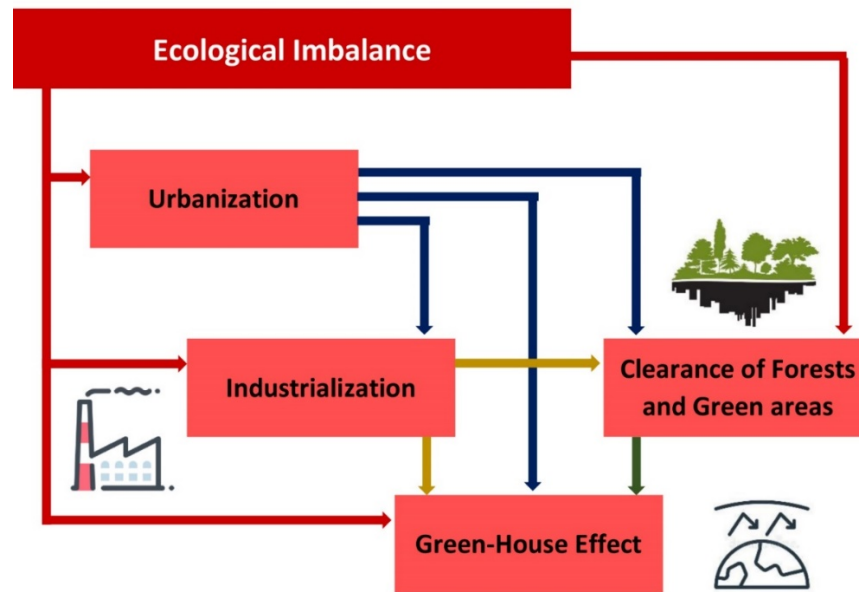 Ecological Imbalance
Urbanization
Industrialization
Clearance of Forests
and Green areas
Green-House Effect